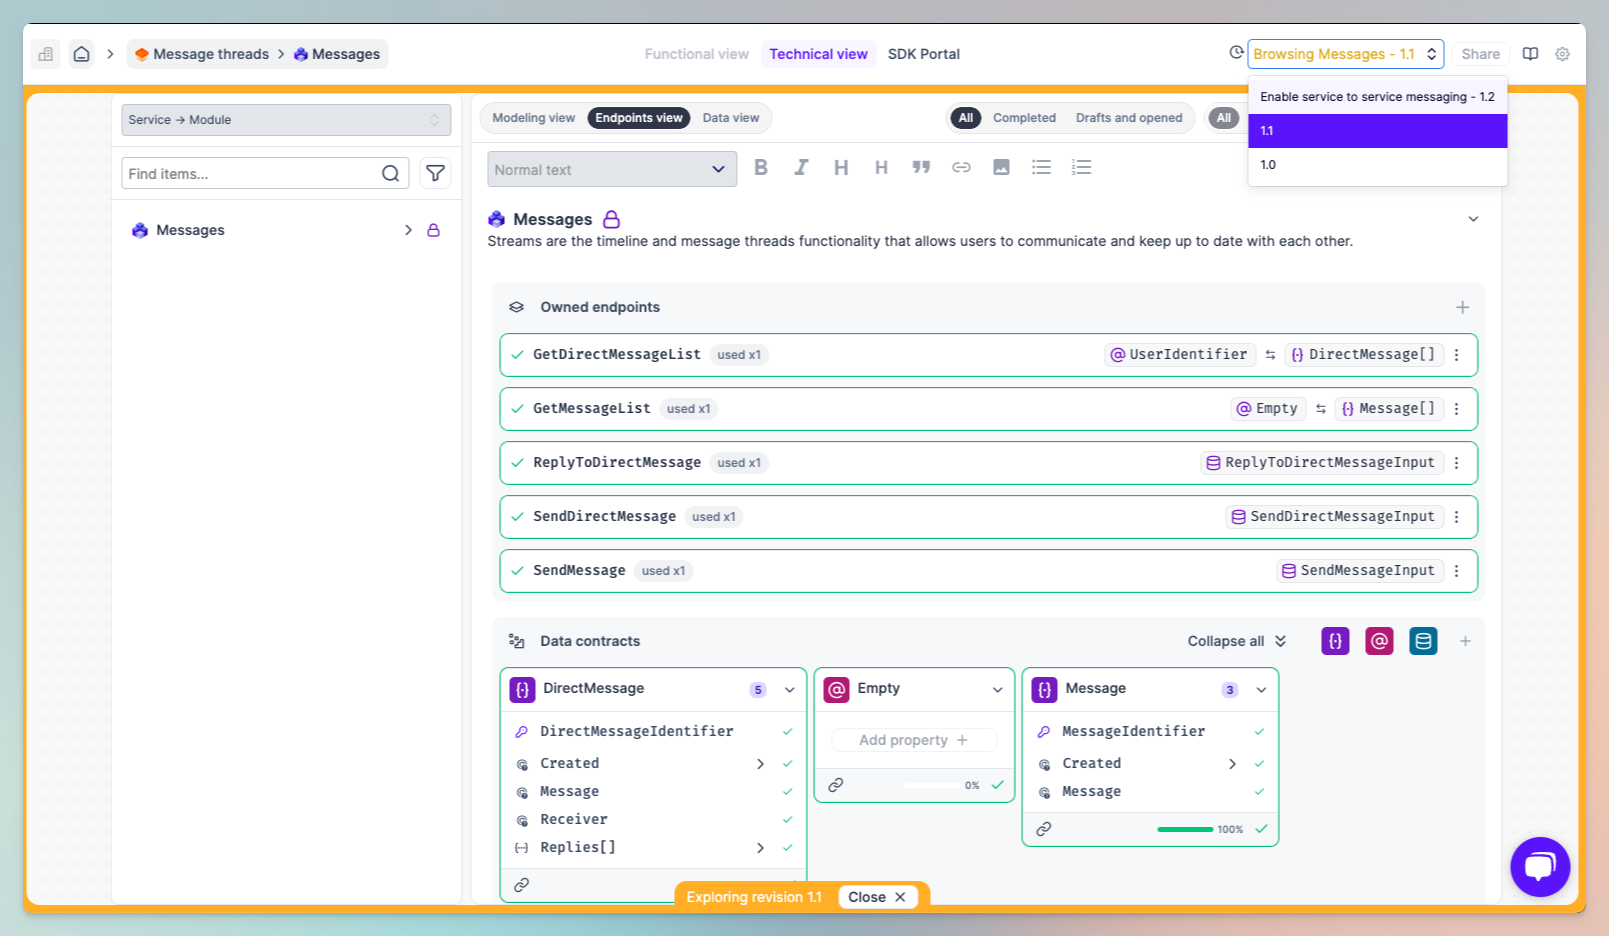 Message threads > Messages
Functional view Technical view SDK Portal
Browsing Messages - 1.1
Share
Enable service to service messaging - 1.2
1.1
1.0
Service → Module
Find items...
Messages
Modeling view Endpoints view Data view
All Completed Drafts and opened
All
Normal text
B I H H
Messages
Streams are the timeline and message threads functionality that allows users to communicate and keep up to date with each other.
Owned endpoints
GetDirectMessageList used x1 UserIdentifier DirectMessage[]
GetMessageList used x1 Empty Message[]
ReplyToDirectMessage used x1 ReplyToDirectMessageInput
SendDirectMessage used x1 SendDirectMessageInput
SendMessage used x1 SendMessageInput
Data contracts Collapse all
DirectMessage 5
DirectMessageIdentifier
Created
Message
Receiver
Replies[]
Empty
Add property +
0%
Message 3
MessageIdentifier
Created
Message
100%
Exploring revision 1.1 Close